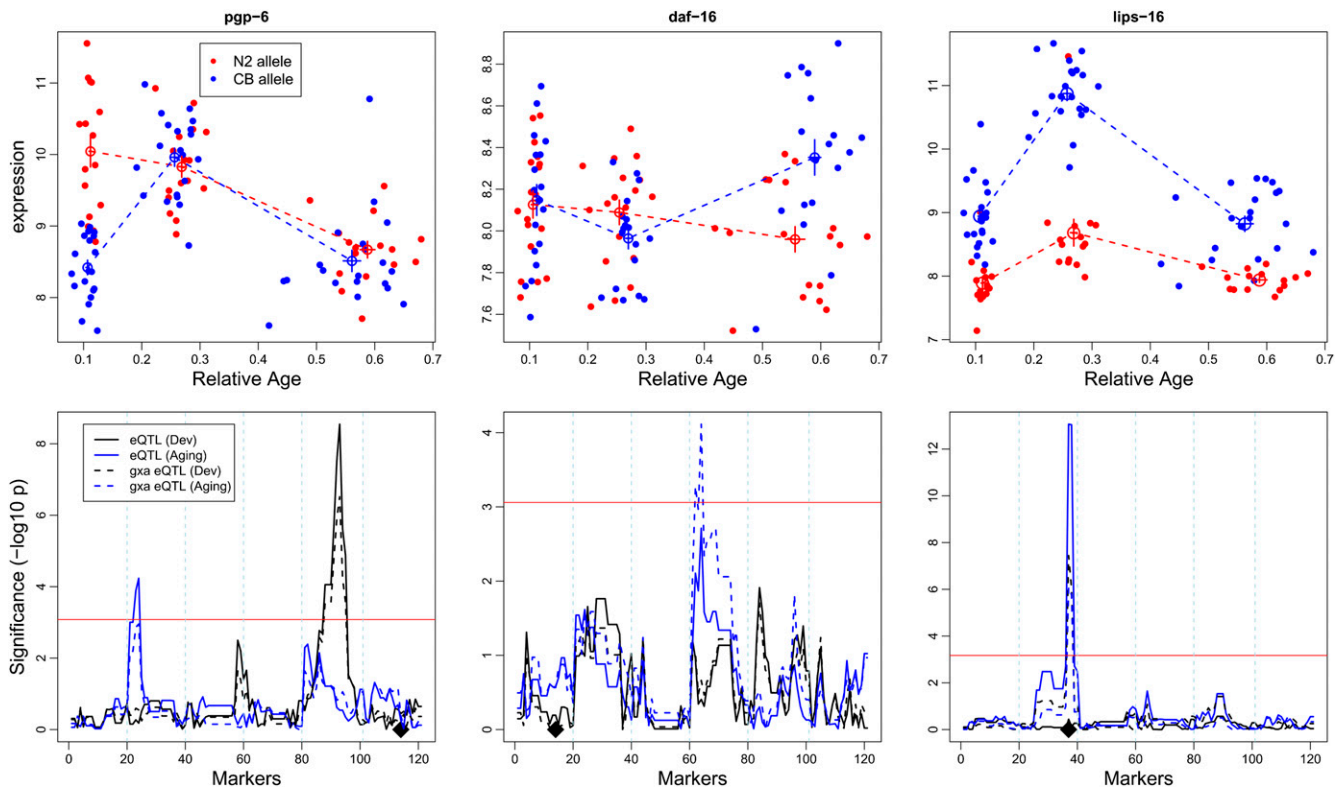 pgp−6
daf−16
lips−16
expression
11
10
9
8
N2 allele
CB allele
0.1 0.2 0.3 0.4 0.5 0.6 0.7
Relative Age
8.8
8.6
8.4
8.2
8.0
7.8
7.6
0.1 0.2 0.3 0.4 0.5 0.6 0.7
Relative Age
11
10
9
8
7
0.1 0.2 0.3 0.4 0.5 0.6 0.7
Relative Age
Significance (−log10 p)
8
6
4
2
0
eQTL (Dev)
eQTL (Aging)
gxa eQTL (Dev)
gxa eQTL (Aging)
0 20 40 60 80 100 120
Markers
4
3
2
1
0
0 20 40 60 80 100 120
Markers
12
10
8
6
4
2
0
0 20 40 60 80 100 120
Markers